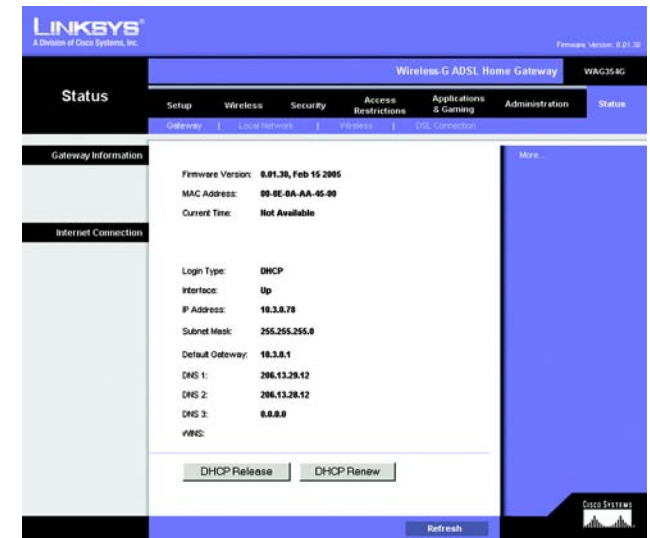 LINKSYS®
A Division of Cisco Systems, Inc.
Firmware Version: 0.01.30
Wireless-G ADSL Home Gateway WAG354G
Status
Setup Wireless Security Access Restrictions Applications & Gaming Administration Status
Gateway | Local Network | Wireless | DSL Connection
Gateway Information
More...
Firmware Version: 0.01.30, Feb 15 2005
MAC Address: 00-0E-0A-AA-45-00
Current Time: Not Available
Internet Connection
Login Type: DHCP
Interface: Up
IP Address: 10.3.0.78
Subnet Mask: 255.255.255.0
Default Gateway: 10.3.0.1
DNS 1: 206.13.29.12
DNS 2: 206.13.28.12
DNS 3: 0.0.0.0
WINS:
DHCP Release DHCP Renew
Refresh
CISCO SYSTEMS